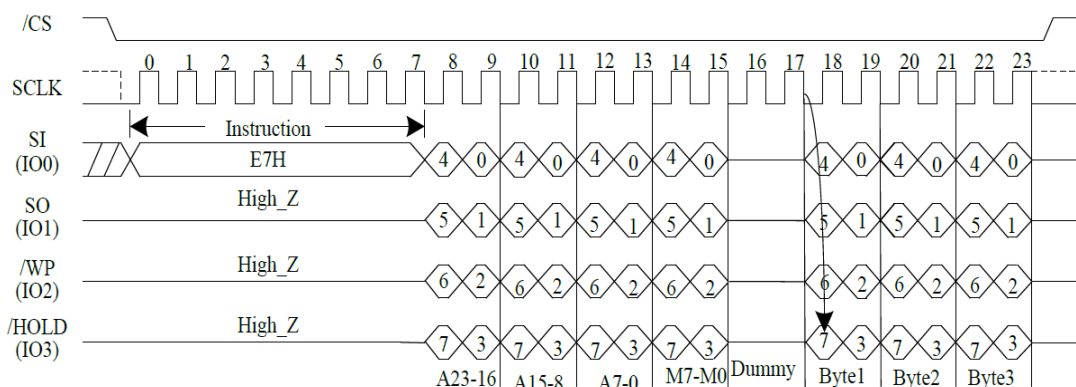 /CS
0 1 2 3 4 5 6 7 8 9 10 11 12 13 14 15 16 17 18 19 20 21 22 23
SCLK
Instruction
SI
(IO0)
E7H
4 0 4 0 4 0 4 0 4 0 4 0 4 0
High_Z
SO
(IO1)
5 1 5 1 5 1 5 1 5 1 5 1 5 1
High_Z
/WP
(IO2)
6 2 6 2 6 2 6 2 6 2 6 2 6 2
High_Z
/HOLD
(IO3)
7 3 7 3 7 3 7 3 7 3 7 3 7 3
A23-16 A15-8 A7-0 M7-M0 Dummy Byte1 Byte2 Byte3